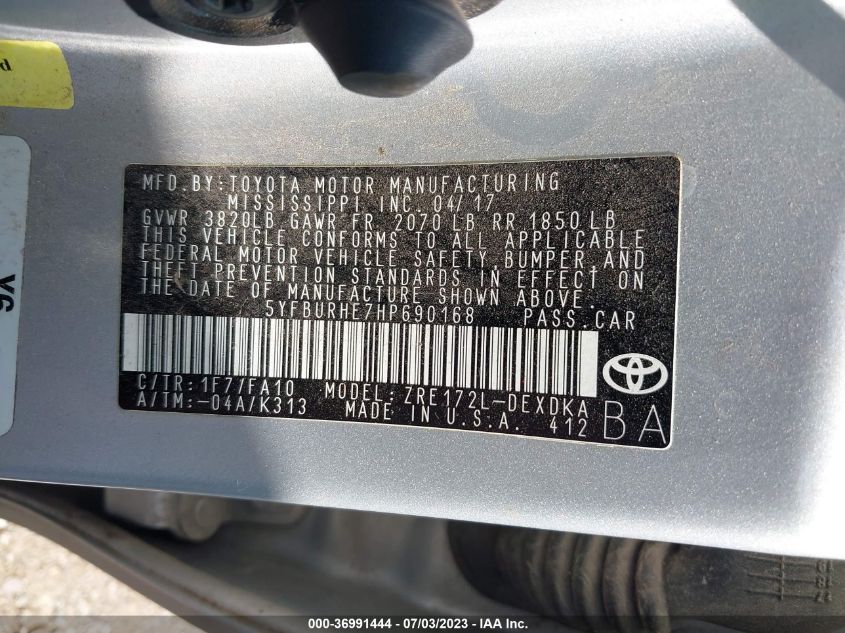 d
MFD.BY:TOYOTA MOTOR MANUFACTURING
MISSISSIPPI INC. 04/17
GVWR 3820LB GAWR FR 2070 LB RR 1850 LB
THIS VEHICLE CONFORMS TO ALL APPLICABLE
FEDERAL MOTOR VEHICLE SAFETY, BUMPER AND
THEFT PREVENTION STANDARDS IN EFFECT ON
THE DATE OF MANUFACTURE SHOWN ABOVE.
5YFBURHE7HP690168 PASS.CAR
C/TR:1F7/FA10 MODEL:ZRE172L-DEXDKA
A/TM:-04A/K313 MADE IN U.S.A. 412 BA
000-36991444 - 07/03/2023 - IAA Inc.